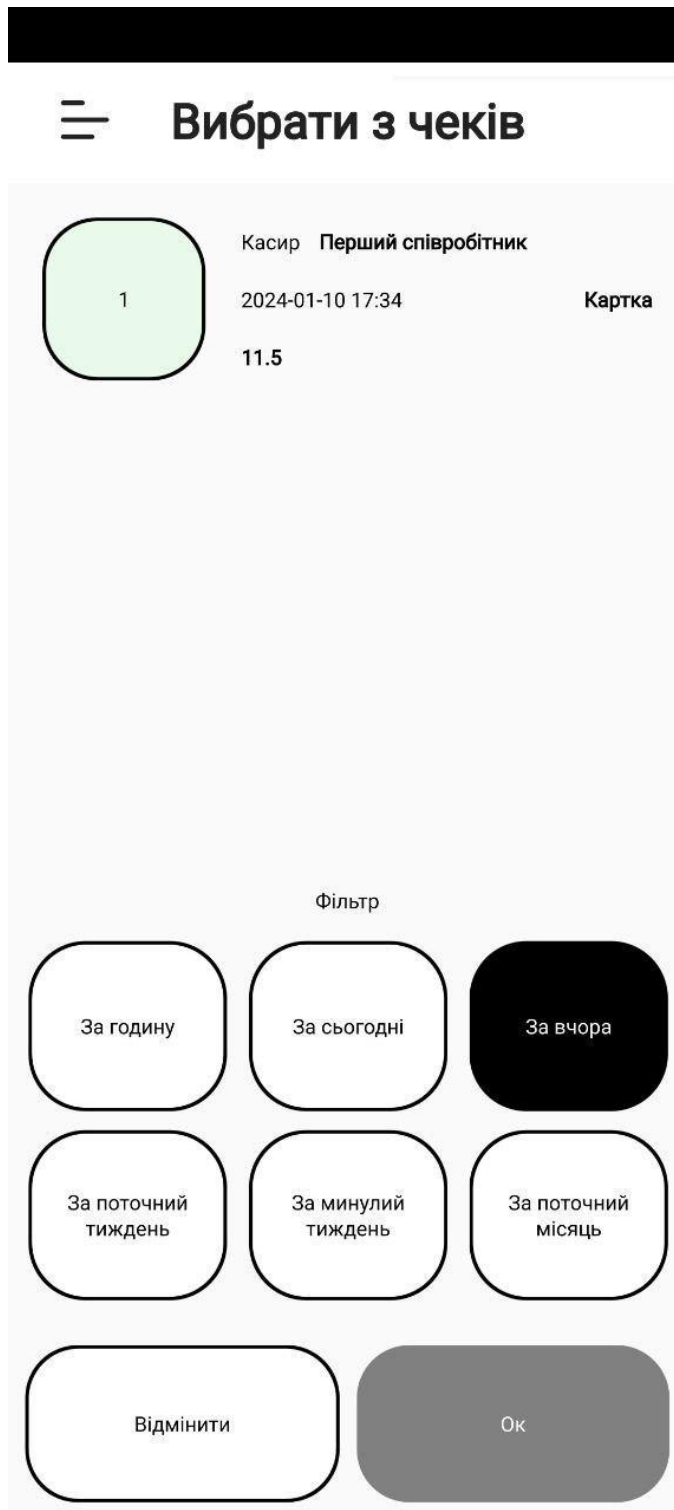 Вибрати з чеків
1
Касир Перший співробітник
2024-01-10 17:34 Картка
11.5
Фільтр
За годину
За сьогодні
За вчора
За поточний
тиждень
За минулий
тиждень
За поточний
місяць
Відмінити
Ок